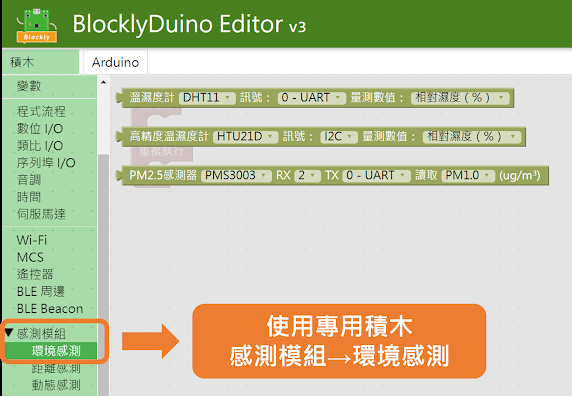 BlocklyDuino Editor v3
Blockly
積木
Arduino
變數
程式流程
數位 I/O
類比 I/O
序列埠 I/O
音調
時間
伺服馬達
Wi-Fi
MCS
遙控器
BLE 周邊
BLE Beacon
感測模組
環境感測
距離感測
動態感測
溫濕度計 DHT11 訊號： 0 - UART 量測數值： 相對濕度（%）
高精度溫濕度計 HTU21D 訊號： I2C 量測數值： 相對濕度（%）
重複執行
PM2.5感測器 PMS3003 RX 2 TX 0 - UART 讀取 PM1.0 (ug/m³)
使用專用積木
感測模組→環境感測